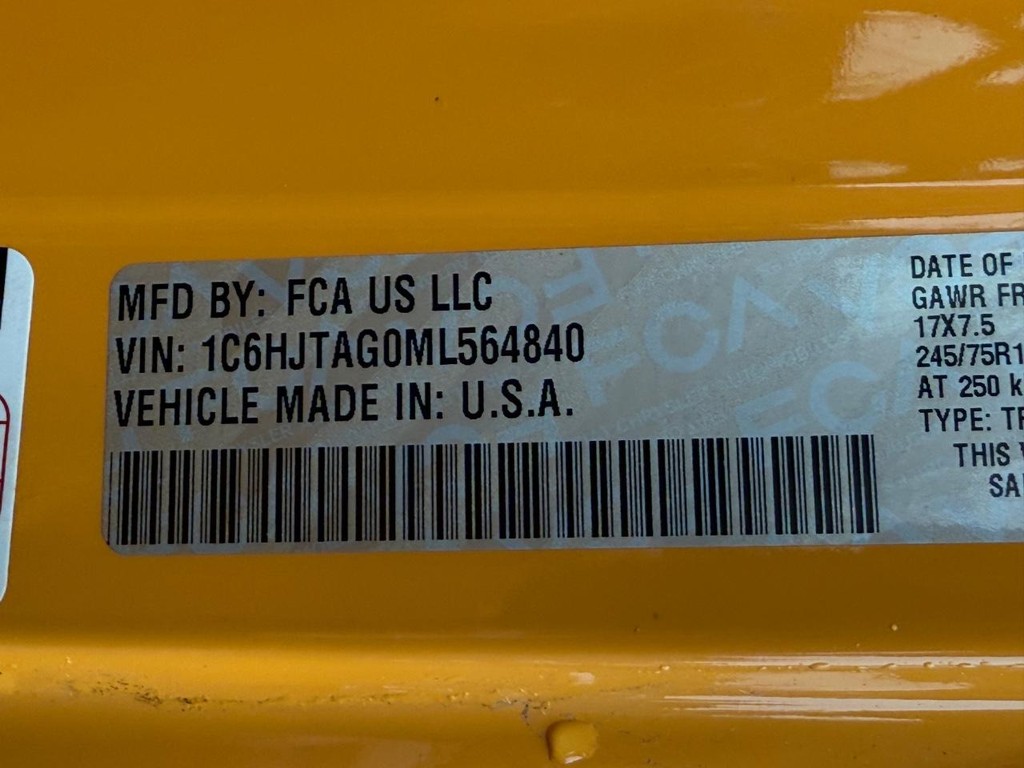 MFD BY: FCA US LLC
VIN: 1C6HJTAG0ML564840
VEHICLE MADE IN: U.S.A.
DATE OF
GAWR FR
17X7.5
245/75R1
AT 250 k
TYPE: TR
THIS
SA